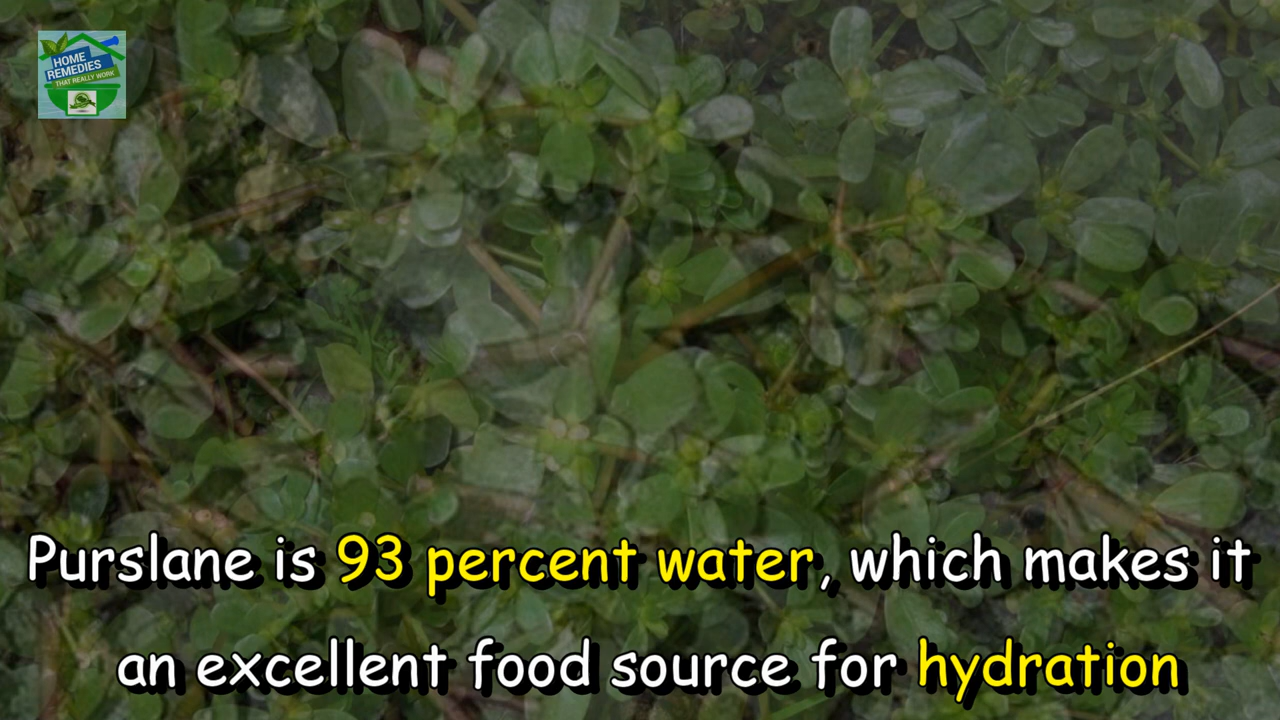 HOME
REMEDIES
THAT REALLY WORK
Purslane is 93 percent water, which makes it
an excellent food source for hydration